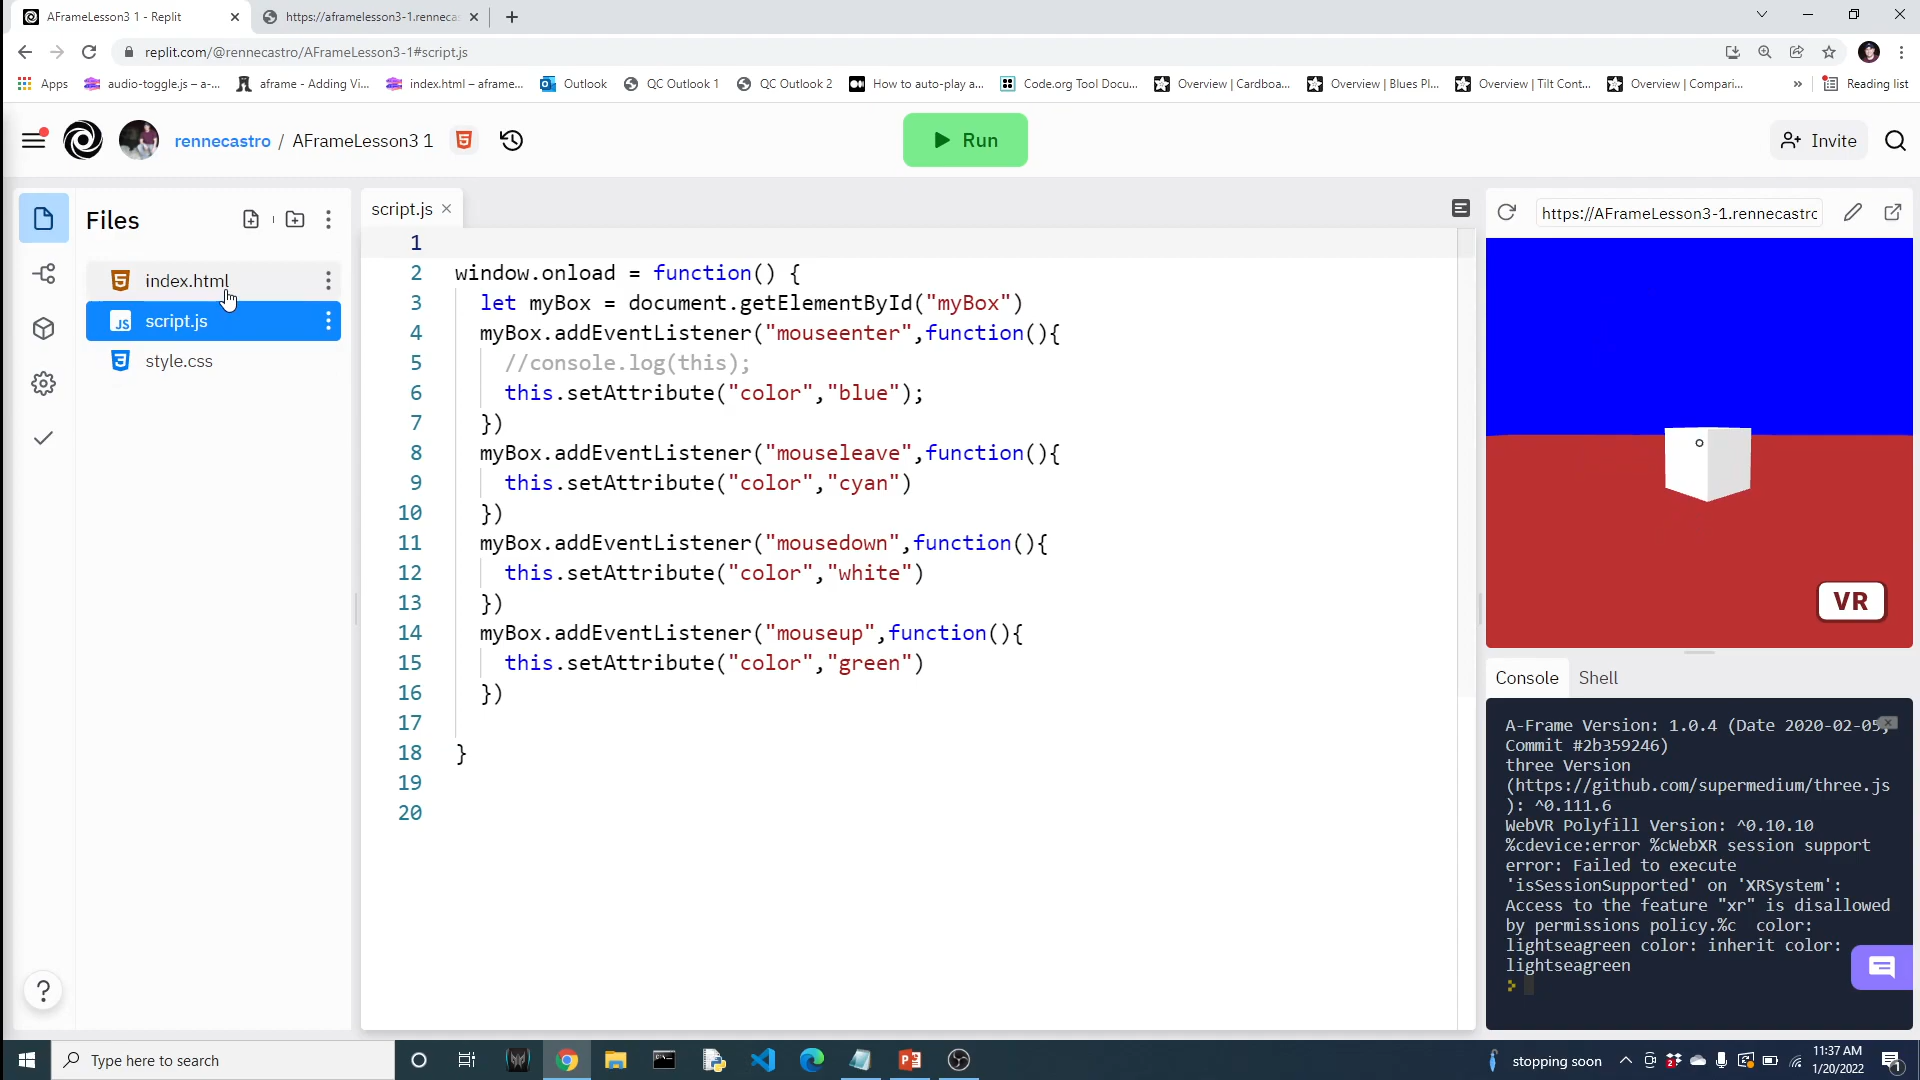 AFrameLesson3 1 - Replit
https://aframelesson3-1.renneca
replit.com/@rennecastro/AFrameLesson3-1#script.js
Apps
audio-toggle.js – a-...
aframe - Adding Vi...
index.html – aframe...
Outlook
QC Outlook 1
QC Outlook 2
How to auto-play a...
Code.org Tool Docu...
Overview | Cardboa...
Overview | Blues Pl...
Overview | Tilt Cont...
Overview | Compari...
»
Reading list
rennecastro / AFrameLesson3 1
Run
Invite
Files
index.html
script.js
style.css
script.js
1
2 window.onload = function() {
3 let myBox = document.getElementById("myBox")
4 myBox.addEventListener("mouseenter",function(){
5 //console.log(this);
6 this.setAttribute("color","blue");
7 })
8 myBox.addEventListener("mouseleave",function(){
9 this.setAttribute("color","cyan")
10 })
11 myBox.addEventListener("mousedown",function(){
12 this.setAttribute("color","white")
13 })
14 myBox.addEventListener("mouseup",function(){
15 this.setAttribute("color","green")
16 })
17
18 }
19
20
https://AFrameLesson3-1.rennecastro
VR
Console Shell
A-Frame Version: 1.0.4 (Date 2020-02-05,
Commit #2b359246)
three Version
(https://github.com/supermedium/three.js
): ^0.111.6
WebVR Polyfill Version: ^0.10.10
%cdevice:error %cWebXR session support
error: Failed to execute
'isSessionSupported' on 'XRSystem':
Access to the feature "xr" is disallowed
by permissions policy.%c color:
lightseagreen color: inherit color:
lightseagreen
?
Type here to search
stopping soon
11:37 AM
1/20/2022